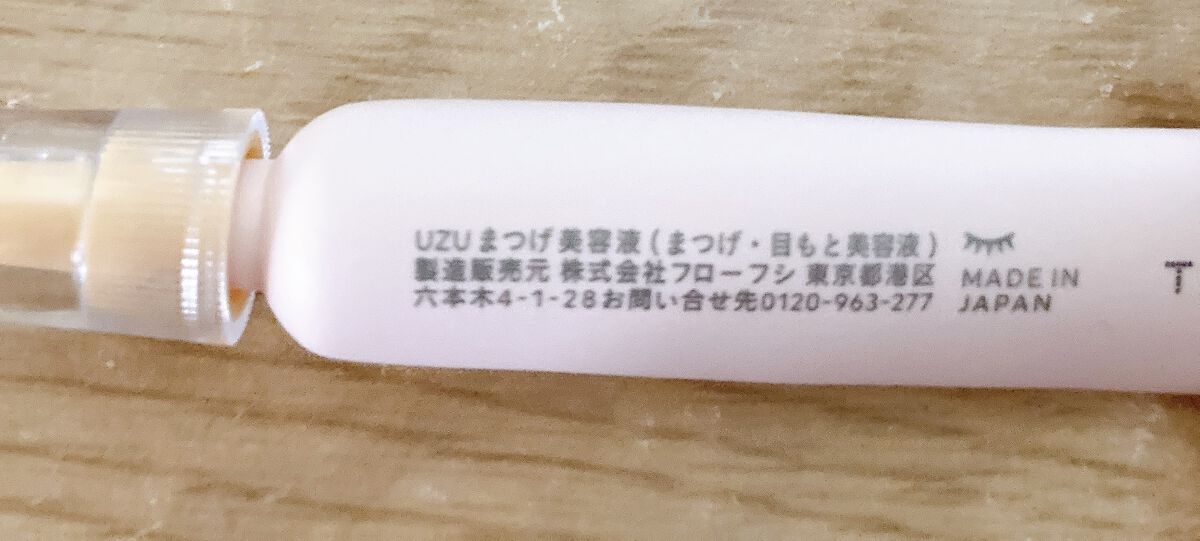 UZU まつげ美容液 (まつげ・目もと美容液)
製造販売元 株式会社フローフシ 東京都港区
六本木4-1-28お問い合せ先0120-963-277
MADE IN
JAPAN
T